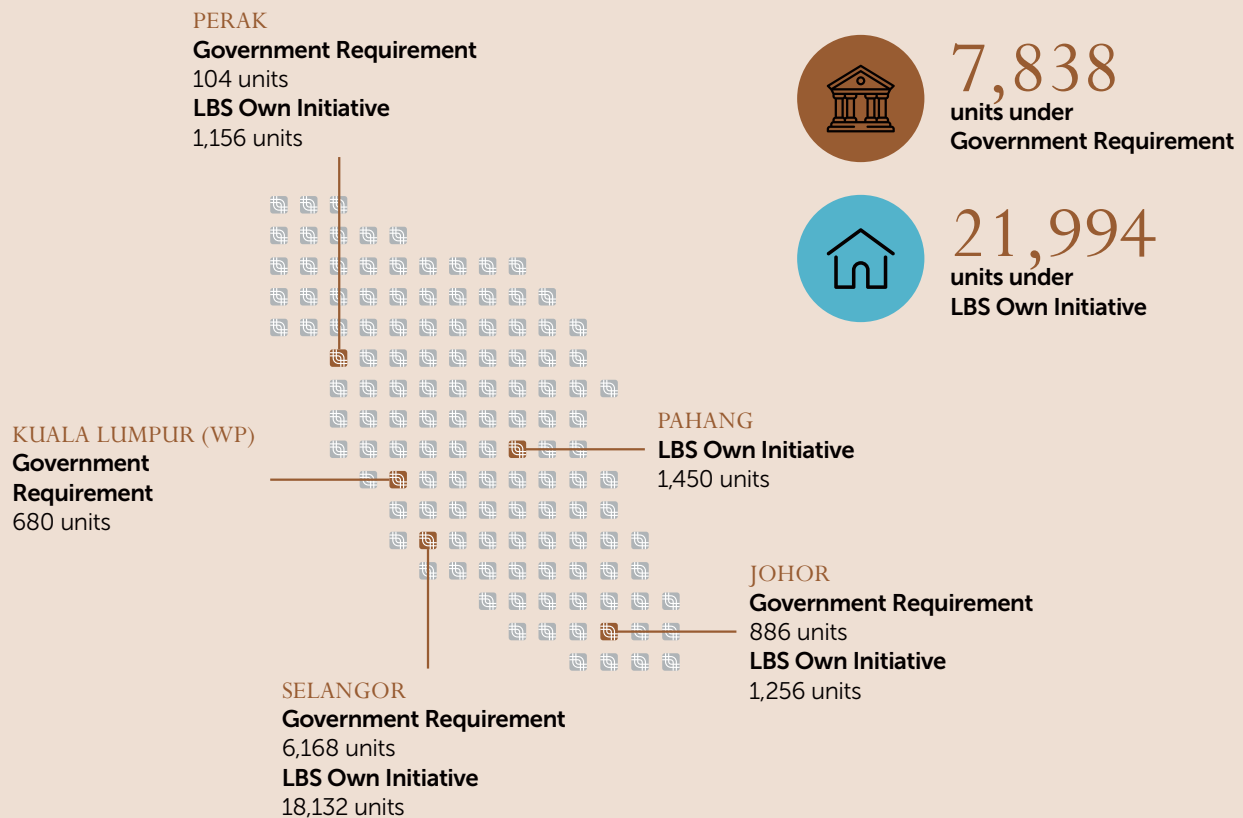 PERAK
Government Requirement
104 units
LBS Own Initiative
1,156 units
7,838
units under
Government Requirement
21,994
units under
LBS Own Initiative
KUALA LUMPUR (WP)
Government
Requirement
680 units
PAHANG
LBS Own Initiative
1,450 units
JOHOR
Government Requirement
886 units
LBS Own Initiative
1,256 units
SELANGOR
Government Requirement
6,168 units
LBS Own Initiative
18,132 units